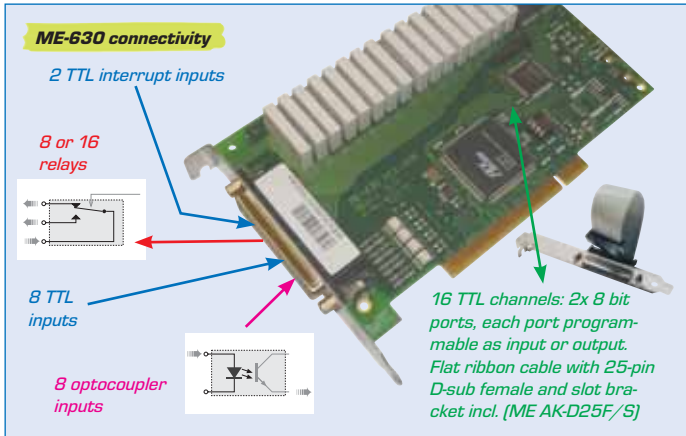 ME-630 connectivity
2 TTL interrupt inputs
8 or 16
relays
8 TTL
inputs
8 optocoupler
inputs
16 TTL channels: 2x 8 bit
ports, each port program-
mable as input or output.
Flat ribbon cable with 25-pin
D-sub female and slot bra-
cket incl. (ME AK-D25F/S)